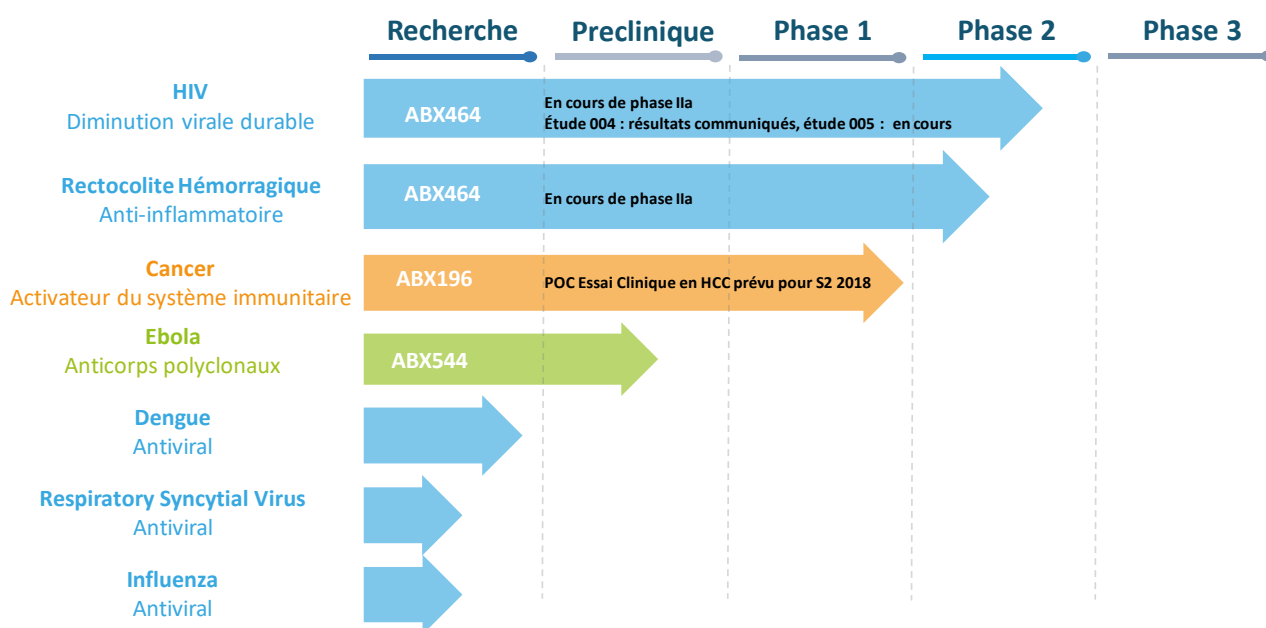 Recherche Preclinique Phase 1 Phase 2 Phase 3
HIV
Diminution virale durable
ABX464
En cours de phase IIa
Étude 004 : résultats communiqués, étude 005 : en cours
Rectocolite Hémorragique
Anti-inflammatoire
ABX464
En cours de phase IIa
Cancer
Activateur du système immunitaire
ABX196
POC Essai Clinique en HCC prévu pour S2 2018
Ebola
Anticorps polyclonaux
ABX544
Dengue
Antiviral
Respiratory Syncytial Virus
Antiviral
Influenza
Antiviral